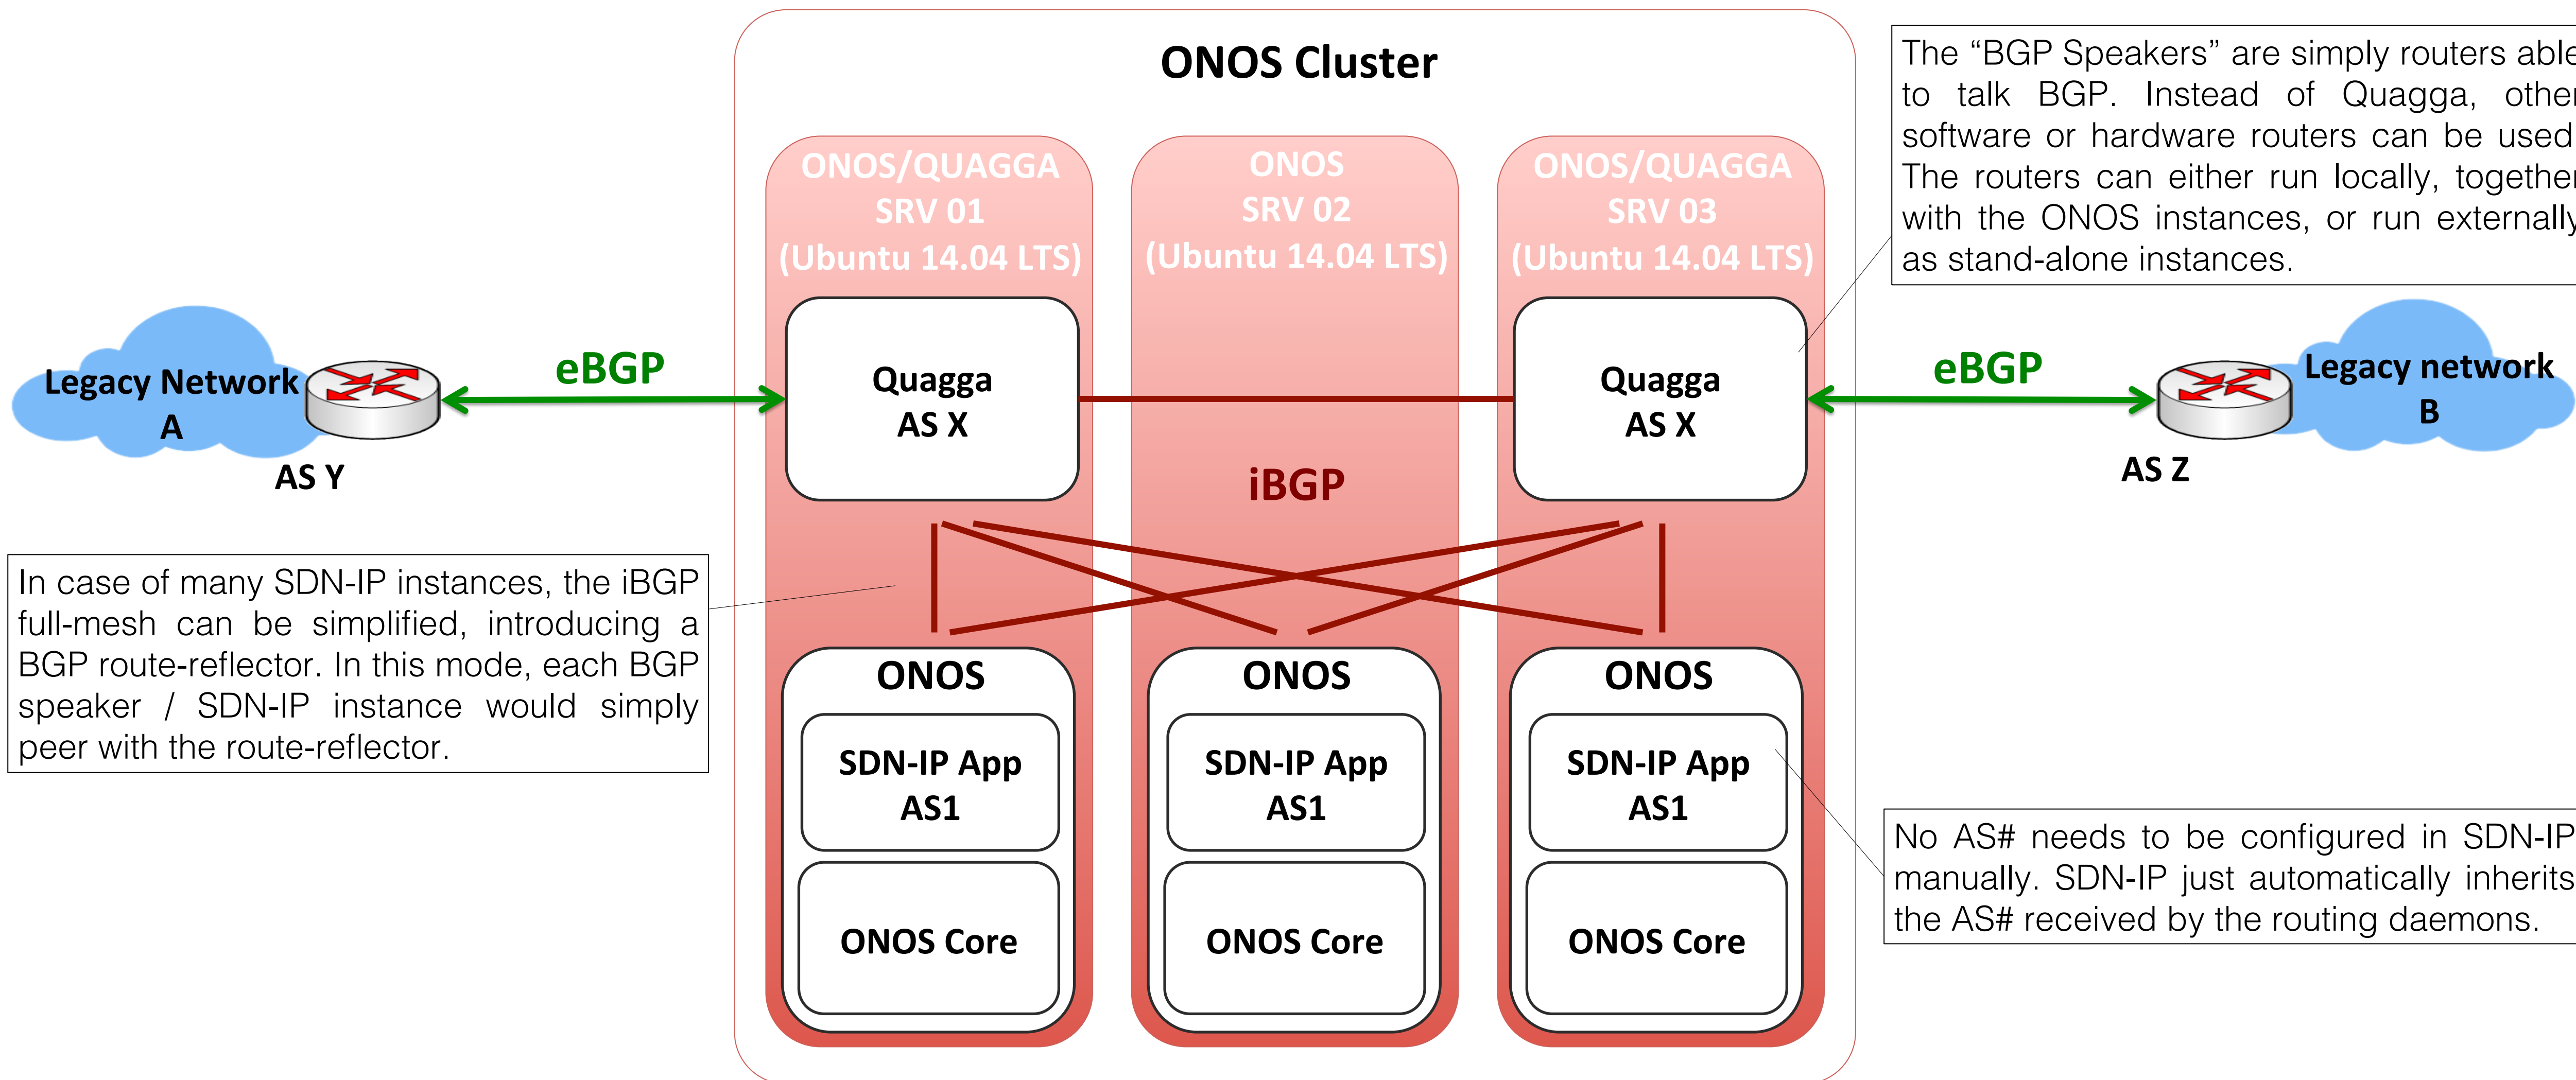 ONOS Cluster
The “BGP Speakers” are simply routers able
to talk BGP. Instead of Quagga, other
software or hardware routers can be used
The routers can either run locally, together
with the ONOS instances, or run externally
as stand-alone instances.
ONOS/QUAGGA
SRV 01
(Ubuntu 14.04 LTS)
ONOS
SRV 02
(Ubuntu 14.04 LTS)
ONOS/QUAGGA
SRV 03
(Ubuntu 14.04 LTS)
Legacy Network
A
AS Y
eBGP
Quagga
AS X
iBGP
Quagga
AS X
eBGP
Legacy network
B
AS Z
In case of many SDN-IP instances, the iBGP
full-mesh can be simplified, introducing a
BGP route-reflector. In this mode, each BGP
speaker / SDN-IP instance would simply
peer with the route-reflector.
ONOS
SDN-IP App
AS1
ONOS Core
ONOS
SDN-IP App
AS1
ONOS Core
ONOS
SDN-IP App
AS1
ONOS Core
No AS# needs to be configured in SDN-IP
manually. SDN-IP just automatically inherits
the AS# received by the routing daemons.